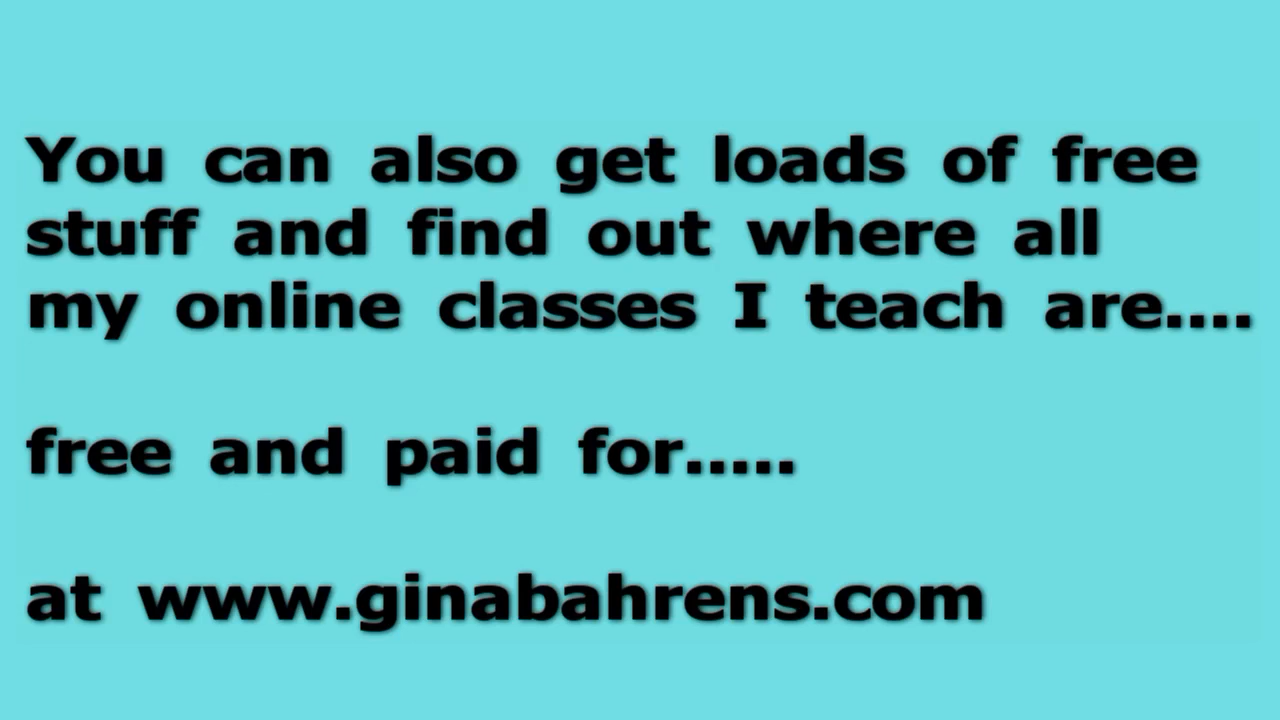 You can also get loads of free
stuff and find out where all
my online classes I teach are....
free and paid for.....
at www.ginabahrens.com